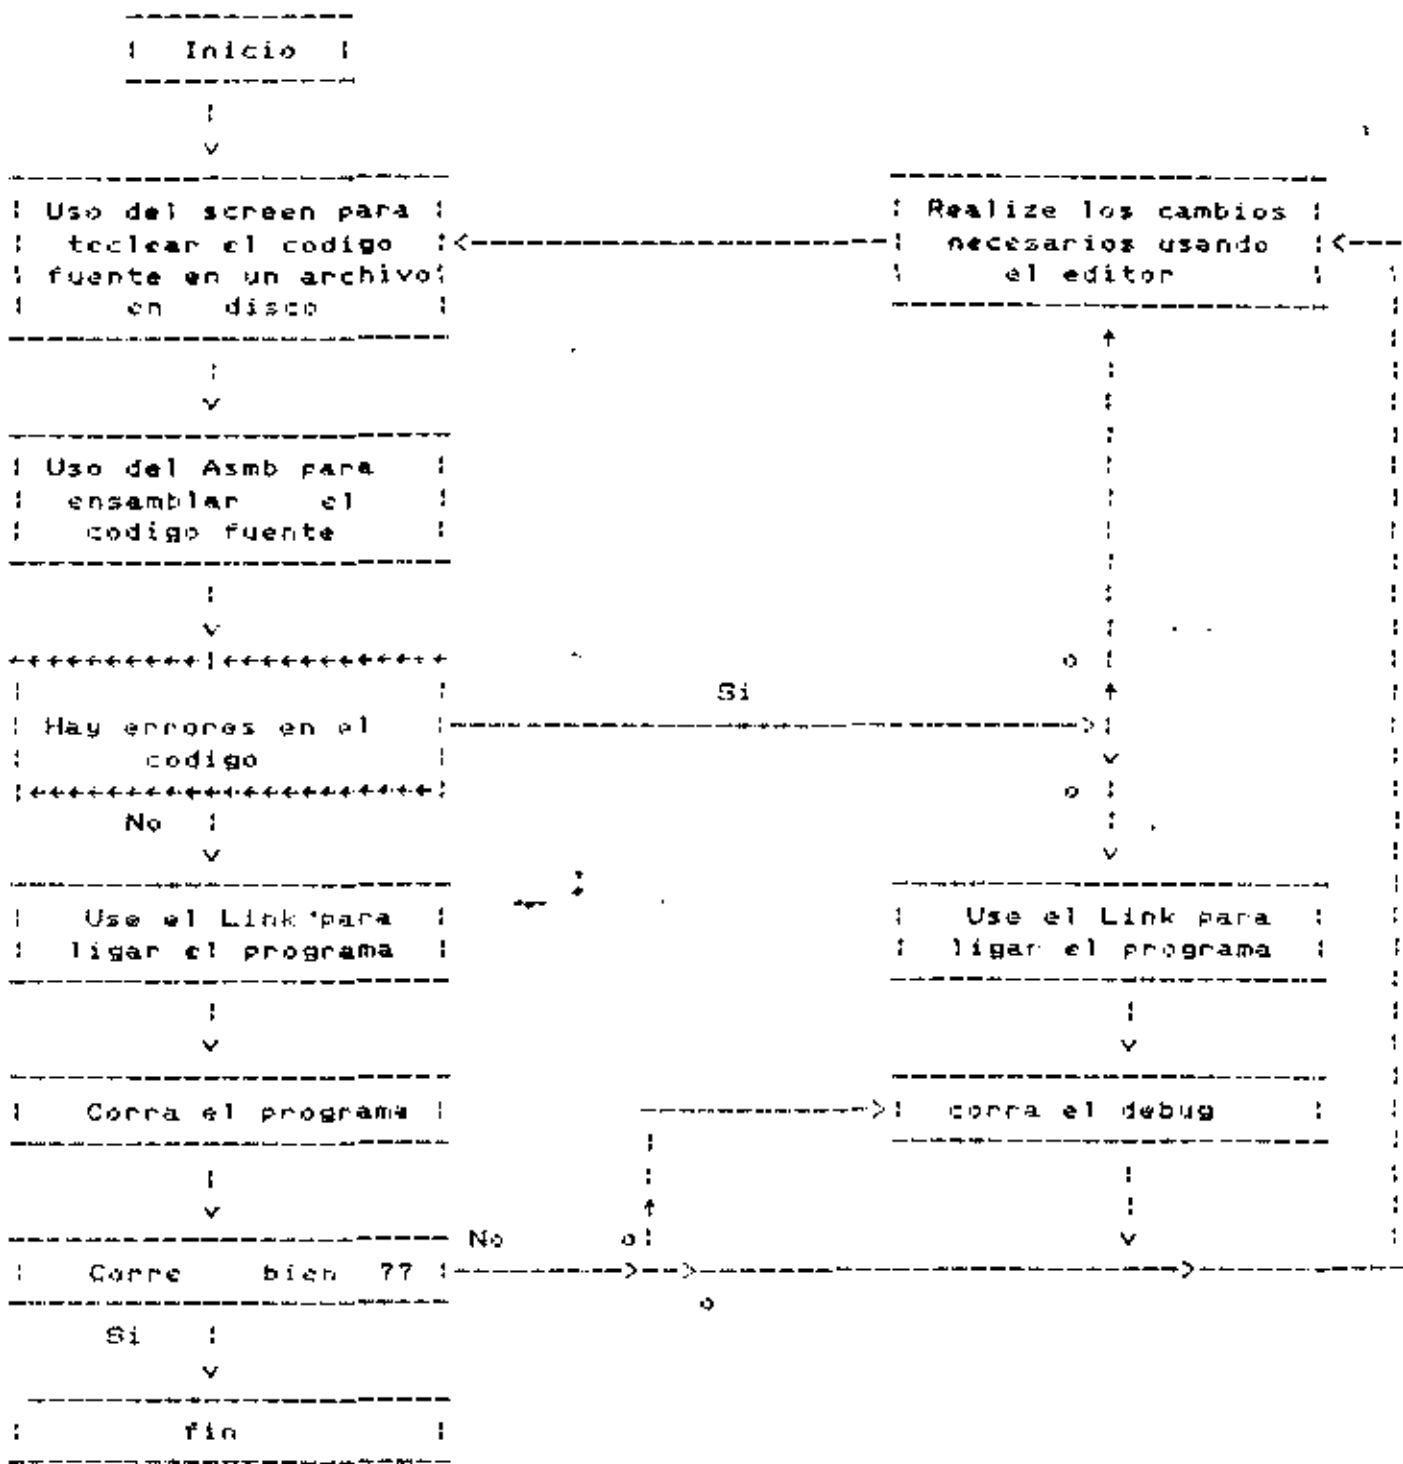 Inicio
Uso del screen para
teclear el codigo
fuente en un archivo
en disco
Realize los cambios
necesarios usando
el editor
Uso del Asmb para
ensamblar el
codigo fuente
Hay errores en el
codigo
Si
o
o
No
Use el Link para
ligar el programa
Use el Link para
ligar el programa
Corra el programa
corra el debug
Corre bien ??
No
o
o
Si
fin